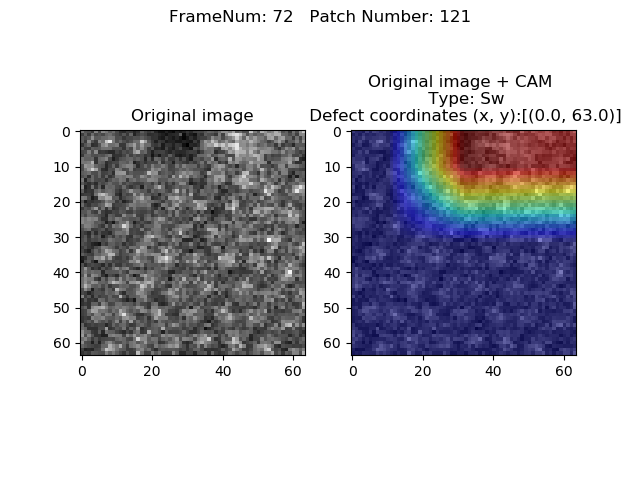 FrameNum: 72   Patch Number: 121
Original image
Original image + CAM
Type: Sw
Defect coordinates (x, y):[(0.0, 63.0)]
0
10
20
30
40
50
60
0 20 40 60
0
10
20
30
40
50
60
0 20 40 60